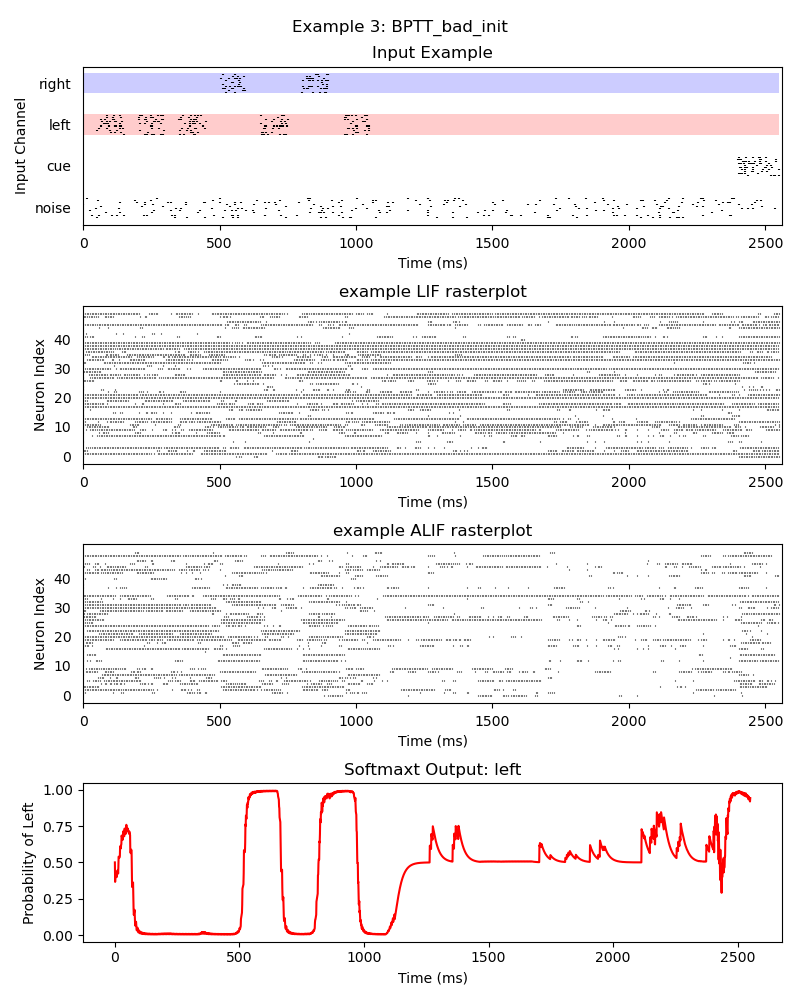 Example 3: BPTT_bad_init
Input Example
Input Channel
right
left
cue
noise
0 500 1000 1500 2000 2500
Time (ms)
example LIF rasterplot
Neuron Index
40
30
20
10
0
0 500 1000 1500 2000 2500
Time (ms)
example ALIF rasterplot
Neuron Index
40
30
20
10
0
0 500 1000 1500 2000 2500
Time (ms)
Softmaxt Output: left
Probability of Left
1.00
0.75
0.50
0.25
0.00
0 500 1000 1500 2000 2500
Time (ms)